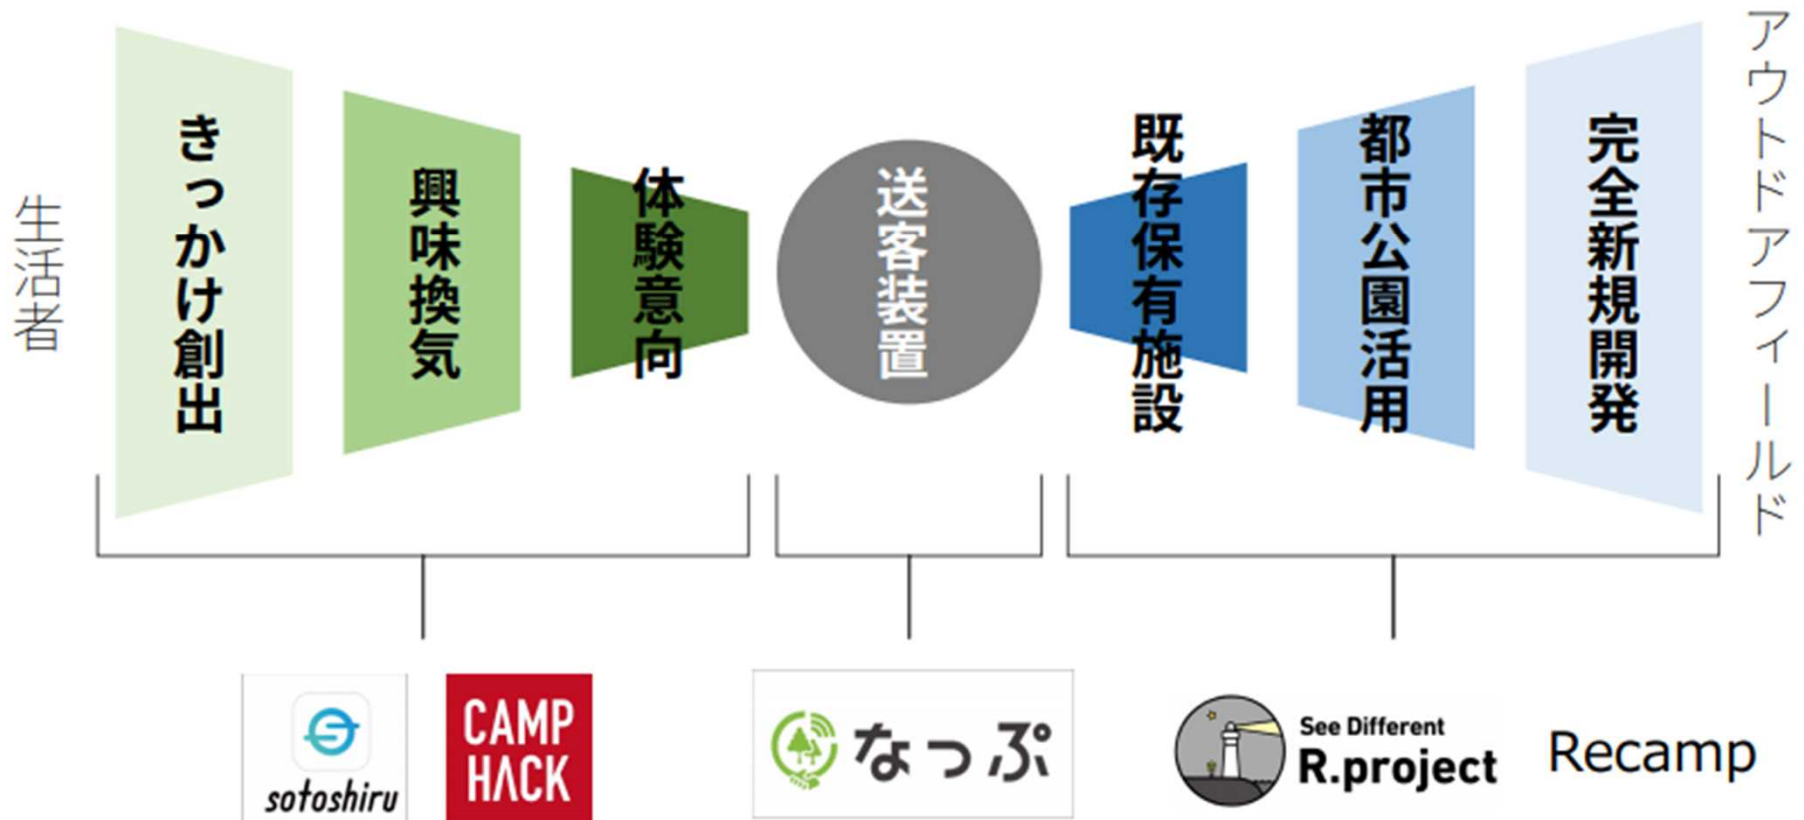 生活者
きっかけ創出
興味換気
体験意向
送客装置
既存保有施設
都市公園活用
完全新規開発
アウトドアフィールド
sotoshiru
CAMP
HACK
なっぷ
See Different
R.project
Recamp